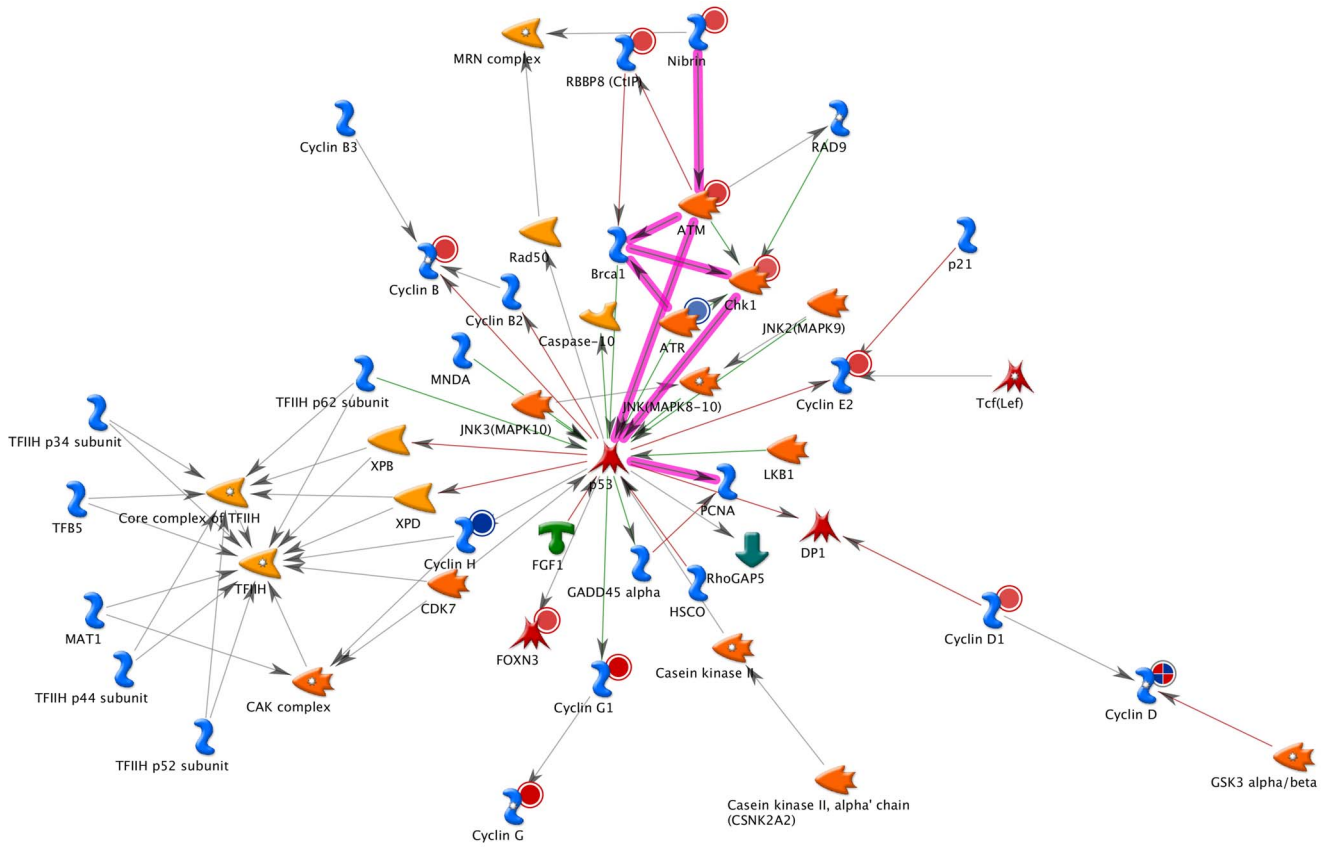 MRN complex
RBBP8 (CtIP)
Nibrin
Cyclin B3
RAD9
ATM
Rad50
Brca1
p21
Cyclin B
Cyclin B2
Chk1
Caspase-10
ATR
JNK2(MAPK9)
MNDA
TFIIH p62 subunit
JNK(MAPK8-10)
Cyclin E2
Tcf(Lef)
JNK3(MAPK10)
TFIIH p34 subunit
XPB
LKB1
p53
PCNA
Core complex of TFIIH
TFB5
XPD
DP1
Cyclin H
FGF1
RhoGAP5
TFIIH
GADD45 alpha
CDK7
HSCO
MAT1
Cyclin D1
FOXN3
Casein kinase II
TFIIH p44 subunit
CAK complex
Cyclin G1
Cyclin D
TFIIH p52 subunit
GSK3 alpha/beta
Casein kinase II, alpha' chain
(CSNK2A2)
Cyclin G